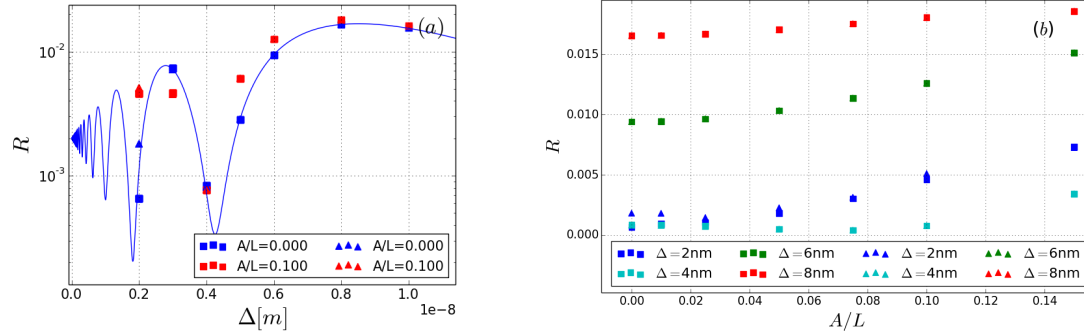 (a)
10⁻²
10⁻³
R
A/L=0.000 A/L=0.000
A/L=0.100 A/L=0.100
0.0 0.2 0.4 0.6 0.8 1.0
1e−8
Δ[m]
(b)
0.015
0.010
0.005
0.000
R
Δ=2nm Δ=6nm Δ=2nm Δ=6nm
Δ=4nm Δ=8nm Δ=4nm Δ=8nm
0.00 0.02 0.04 0.06 0.08 0.10 0.12 0.14
A/L